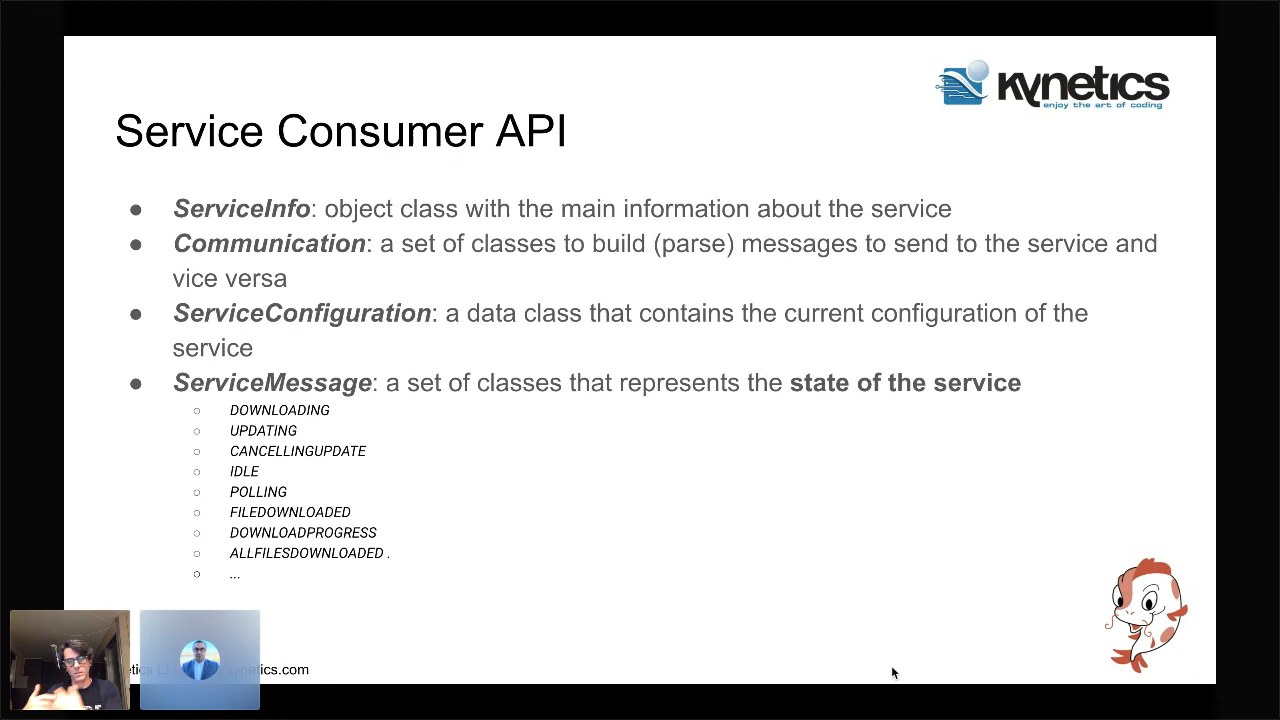 Kynetics
enjoy the art of coding
Service Consumer API
● ServiceInfo: object class with the main information about the service
● Communication: a set of classes to build (parse) messages to send to the service and
vice versa
● ServiceConfiguration: a data class that contains the current configuration of the
service
● ServiceMessage: a set of classes that represents the state of the service
○ DOWNLOADING
○ UPDATING
○ CANCELLINGUPDATE
○ IDLE
○ POLLING
○ FILEDOWNLOADED
○ DOWNLOADPROGRESS
○ ALLFILESDOWNLOADED .
○ ...